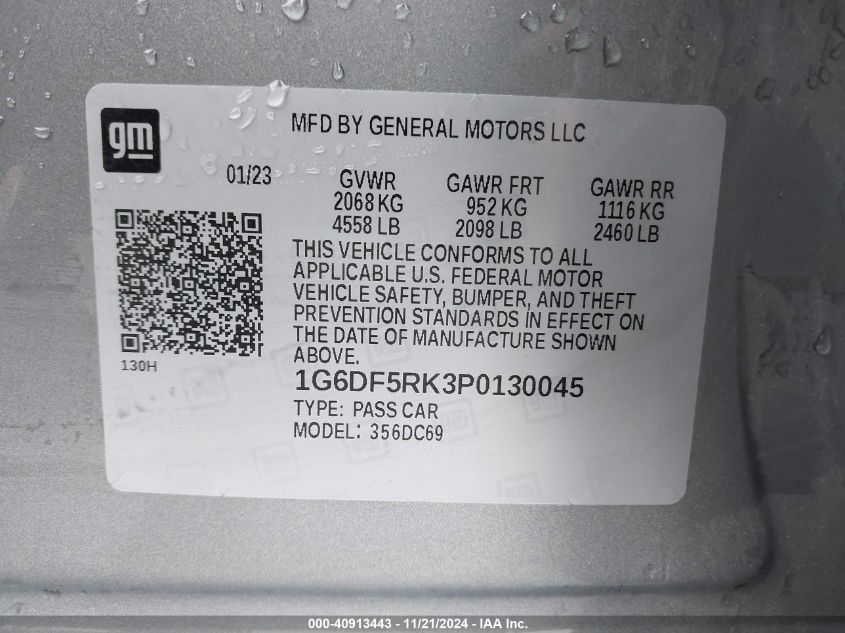 gm
MFD BY GENERAL MOTORS LLC
01/23
GVWR
2068 KG
4558 LB
GAWR FRT
952 KG
2098 LB
GAWR RR
1116 KG
2460 LB
THIS VEHICLE CONFORMS TO ALL
APPLICABLE U.S. FEDERAL MOTOR
VEHICLE SAFETY, BUMPER, AND THEFT
PREVENTION STANDARDS IN EFFECT ON
THE DATE OF MANUFACTURE SHOWN
ABOVE.
130H
1G6DF5RK3P0130045
TYPE: PASS CAR
MODEL: 356DC69
000-40913443 - 11/21/2024 - IAA Inc.